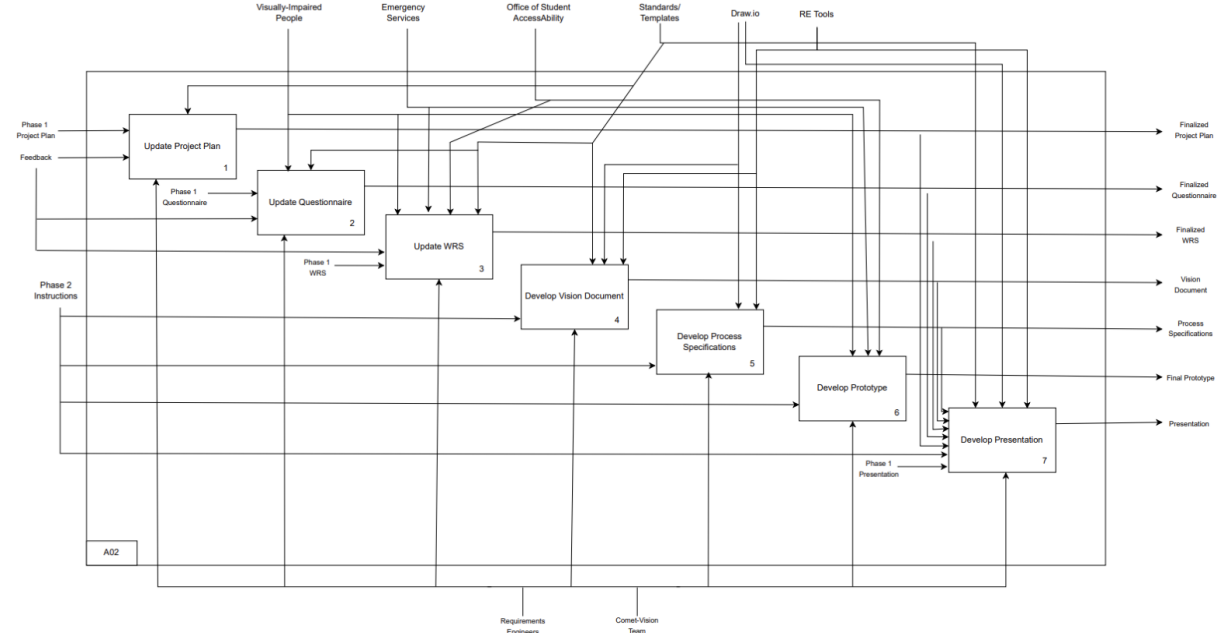 Visually-Impaired
People
Emergency
Services
Office of Student
AccessAbility
Standards/
Templates
Draw.io
RE Tools
Phase 1
Project Plan
Feedback
Update Project Plan
1
Finalized
Project Plan
Phase 1
Questionnaire
Update Questionnaire
2
Finalized
Questionnaire
Update WRS
3
Finalized
WRS
Phase 1
WRS
Phase 2
Instructions
Develop Vision Document
4
Vision
Document
Develop Process
Specifications
5
Process
Specifications
Develop Prototype
6
Final Prototype
Develop Presentation
7
Presentation
Phase 1
Presentation
A02
Requirements
Engineers
Comet-Vision
Team